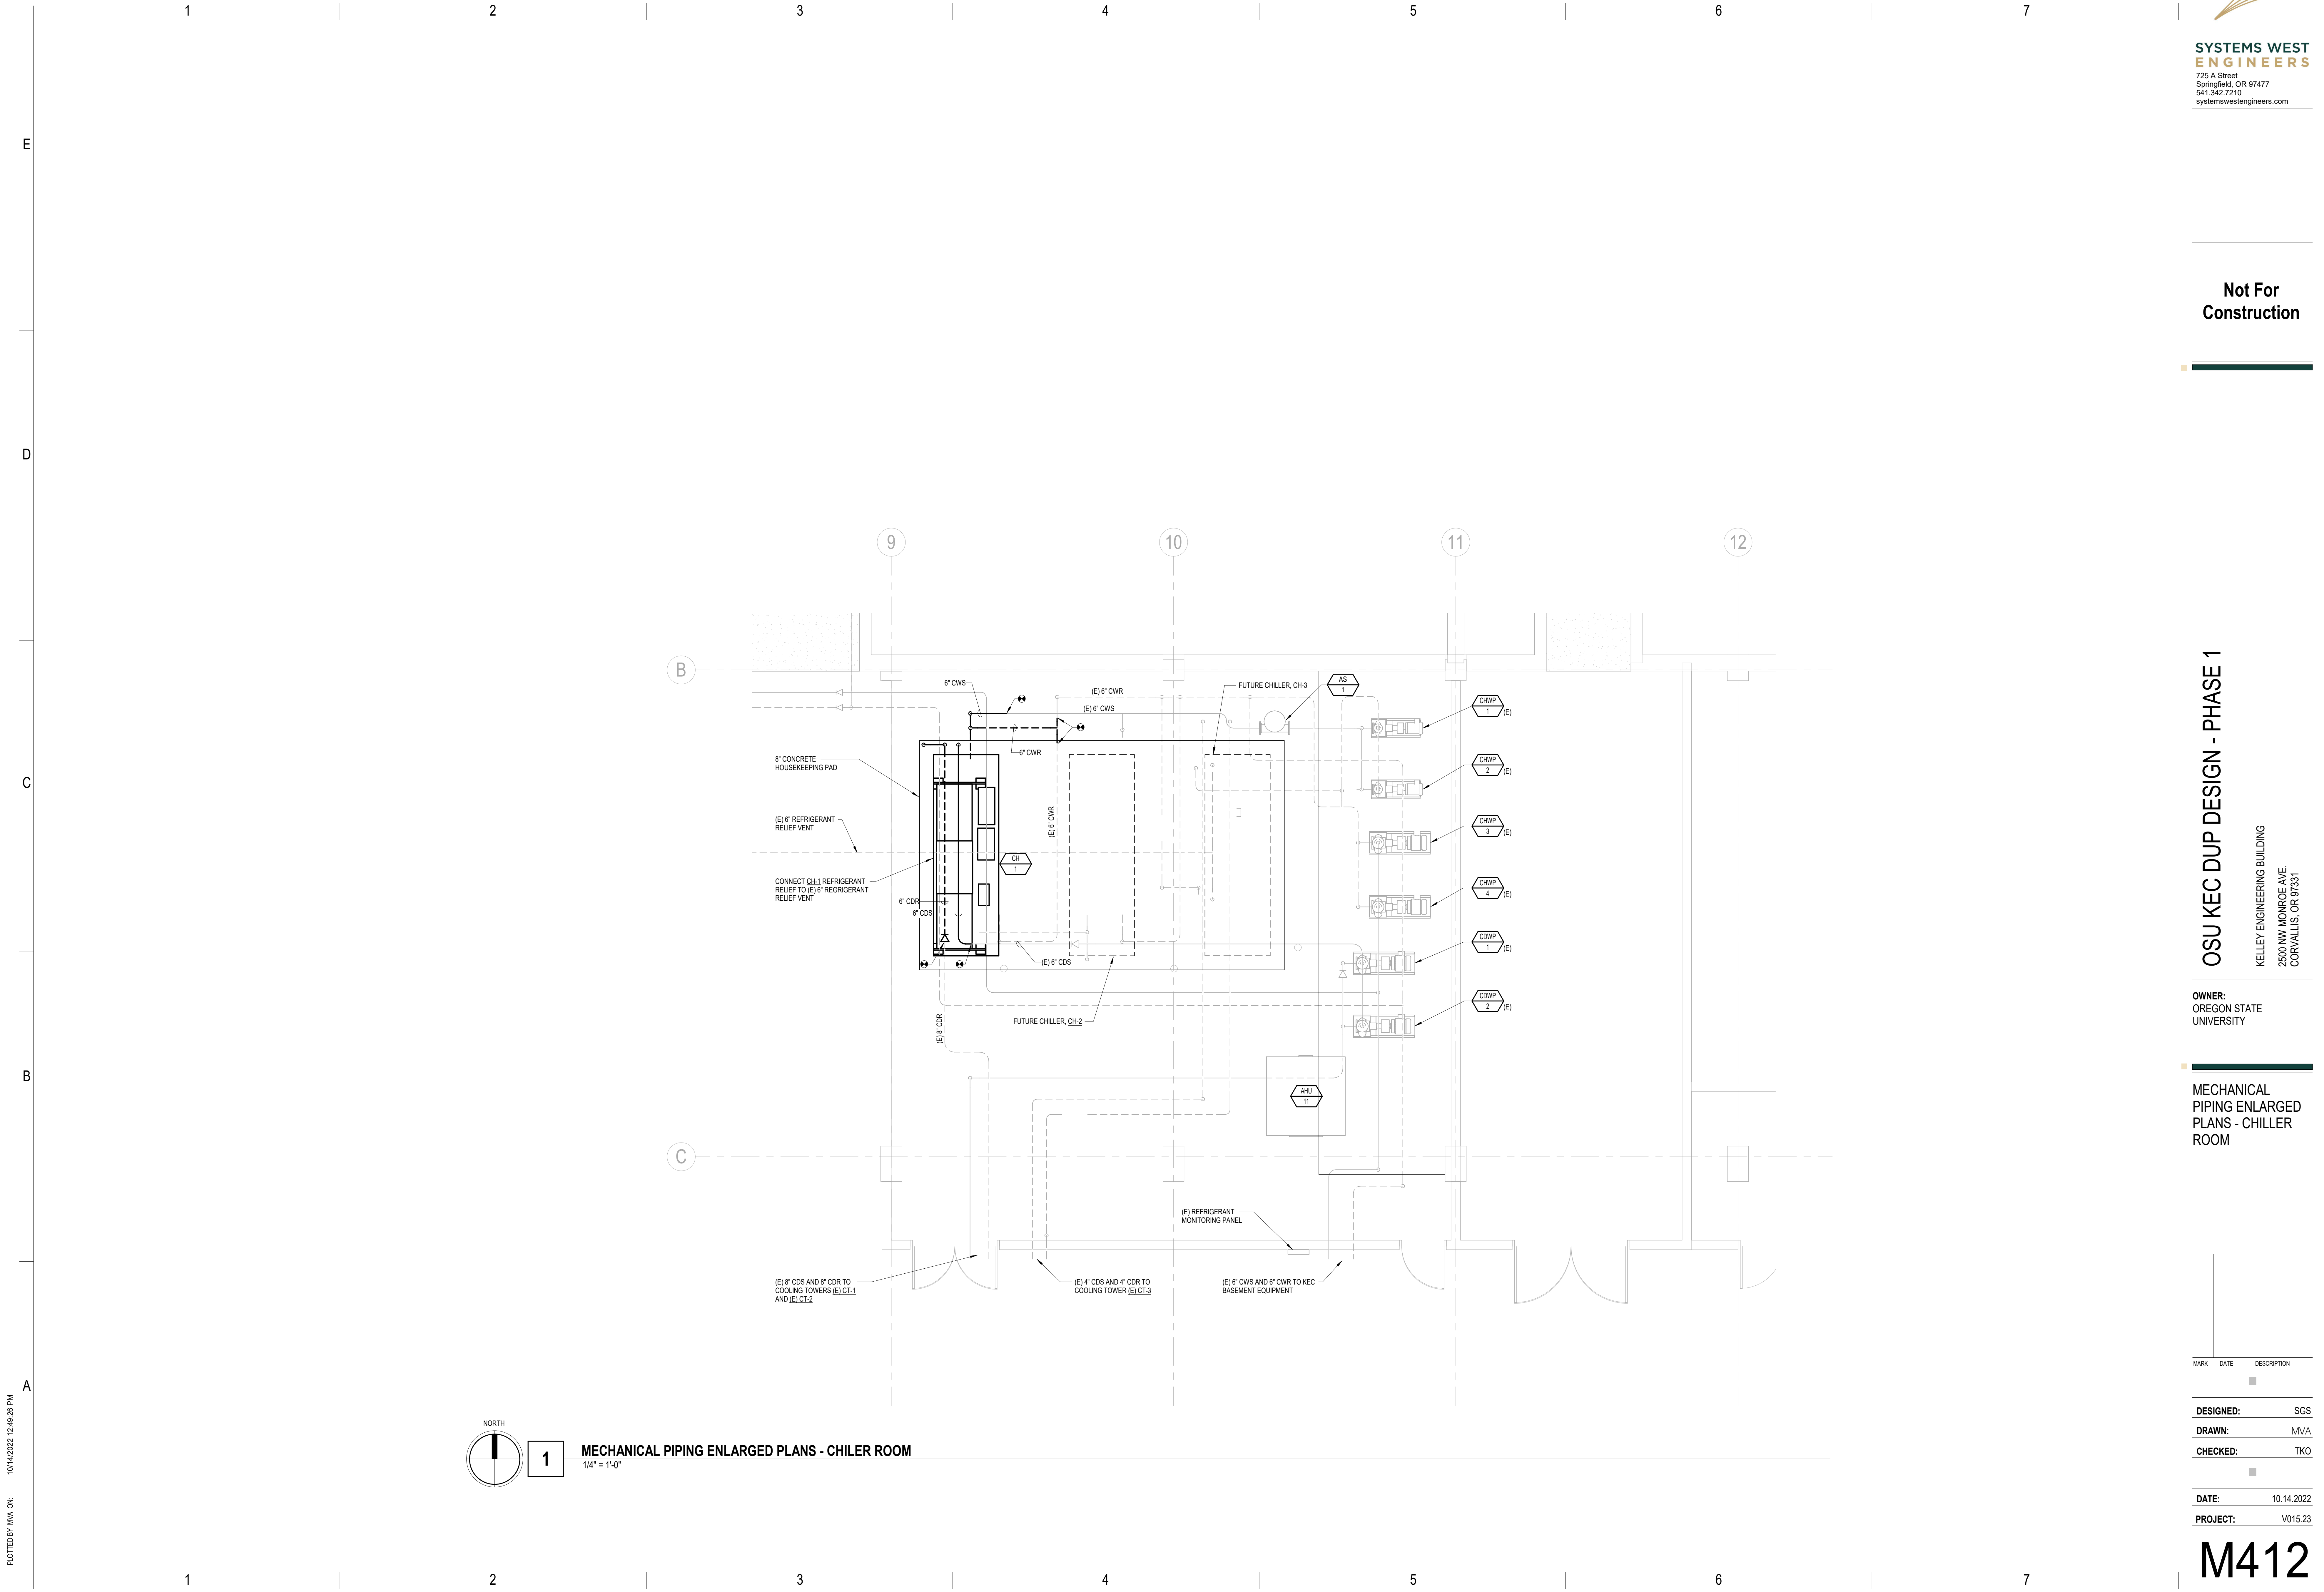 1 2 3 4 5 6 7
SYSTEMS WEST
ENGINEERS
725 A Street
Springfield, OR 97477
541.342.7210
systemswestengineers.com
Not For
Construction
OSU KEC DUP DESIGN - PHASE 1
KELLEY ENGINEERING BUILDING
2500 NW MONROE AVE.
CORVALLIS, OR 97331
OWNER:
OREGON STATE
UNIVERSITY
MECHANICAL
PIPING ENLARGED
PLANS - CHILLER
ROOM
MARK DATE DESCRIPTION
DESIGNED: SGS
DRAWN: MVA
CHECKED: TKO
DATE: 10.14.2022
PROJECT: V015.23
M412
E
D
C
B
A
9 10 11 12
B
C
6" CWS
(E) 6" CWR
(E) 6" CWS
FUTURE CHILLER, CH-3
AS
1
CHWP
1
(E)
6" CWR
8" CONCRETE
HOUSEKEEPING PAD
CHWP
2
(E)
(E) 6" REFRIGERANT
RELIEF VENT
(E) 6" CWR
CHWP
3
(E)
CH
1
CONNECT CH-1 REFRIGERANT
RELIEF TO (E) 6" REGRIGERANT
RELIEF VENT
CHWP
4
(E)
6" CDR
6" CDS
CDWP
1
(E)
(E) 6" CDS
CDWP
2
(E)
(E) 8" CDR
FUTURE CHILLER, CH-2
AHU
11
(E) REFRIGERANT
MONITORING PANEL
(E) 8" CDS AND 8" CDR TO
COOLING TOWERS (E) CT-1
AND (E) CT-2
(E) 4" CDS AND 4" CDR TO
COOLING TOWER (E) CT-3
(E) 6" CWS AND 6" CWR TO KEC
BASEMENT EQUIPMENT
NORTH
1
MECHANICAL PIPING ENLARGED PLANS - CHILER ROOM
1/4" = 1'-0"
PLOTTED BY MVA ON: 10/14/2022 12:49:26 PM
1 2 3 4 5 6 7